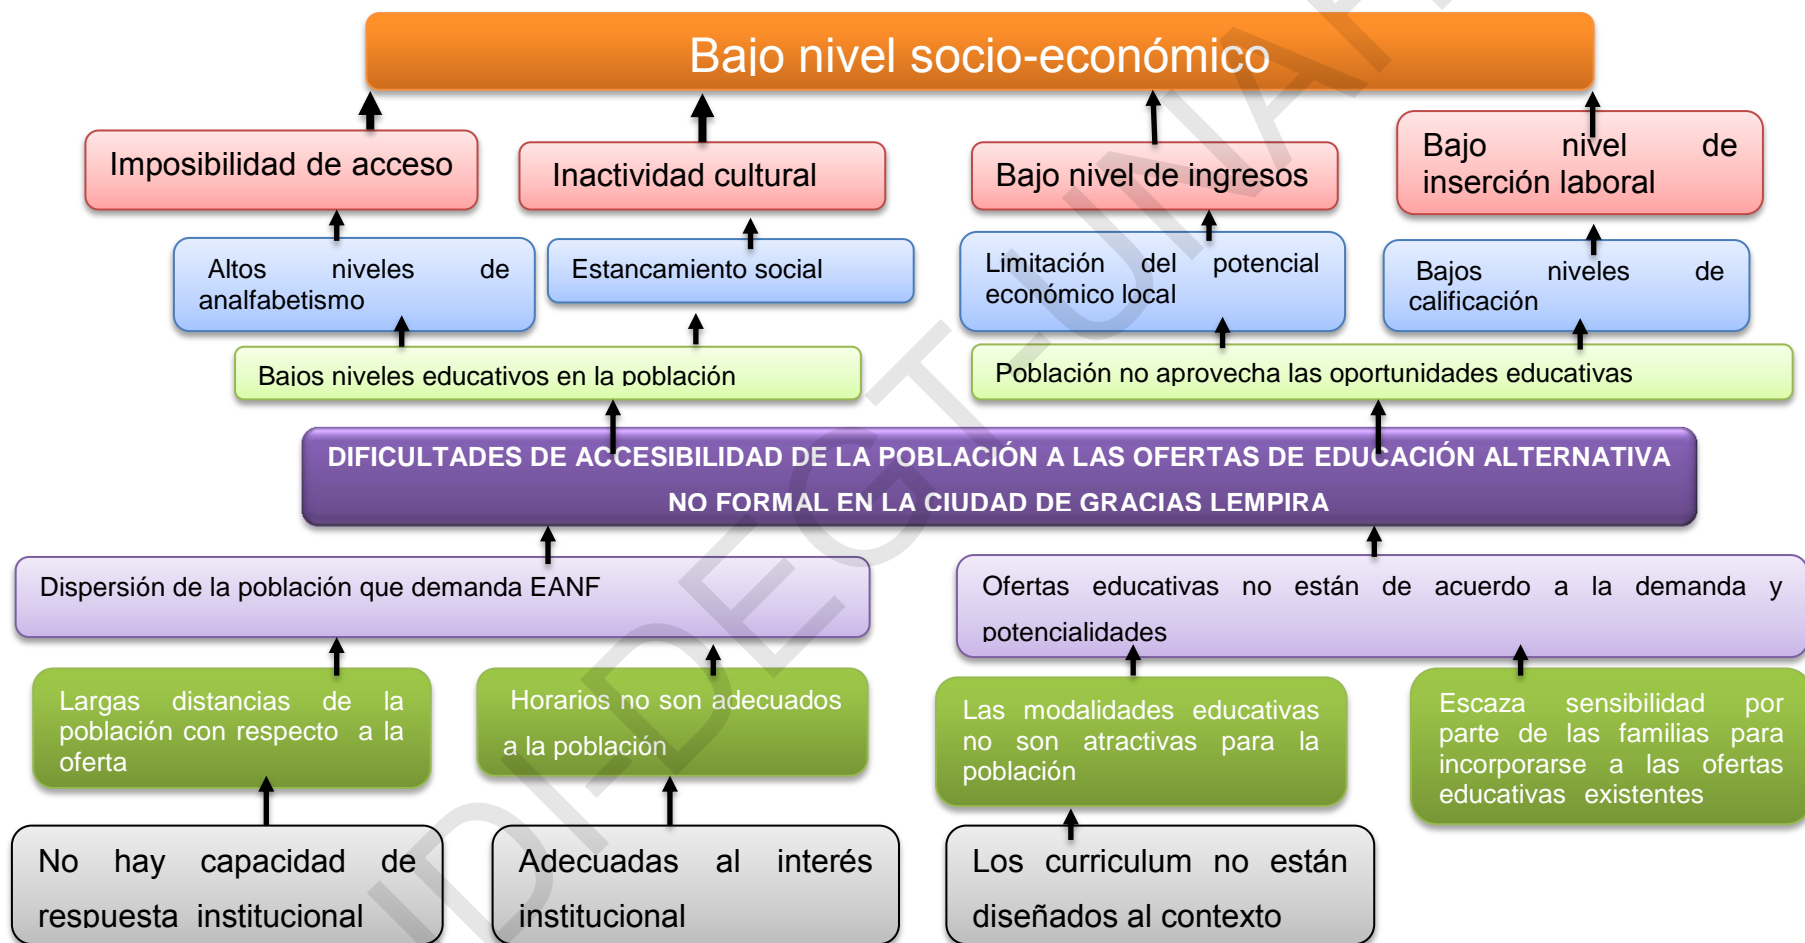 Bajo nivel socio-económico
Imposibilidad de acceso
Inactividad cultural
Bajo nivel de ingresos
Bajo nivel de
inserción laboral
Altos niveles de
analfabetismo
Estancamiento social
Limitación del potencial
económico local
Bajos niveles de
calificación
Bajos niveles educativos en la población
Población no aprovecha las oportunidades educativas
DIFICULTADES DE ACCESIBILIDAD DE LA POBLACIÓN A LAS OFERTAS DE EDUCACIÓN ALTERNATIVA
NO FORMAL EN LA CIUDAD DE GRACIAS LEMPIRA
Dispersión de la población que demanda EANF
Ofertas educativas no están de acuerdo a la demanda y
potencialidades
Largas distancias de la
población con respecto a la
oferta
Horarios no son adecuados
a la población
Las modalidades educativas
no son atractivas para la
población
Escaza sensibilidad por
parte de las familias para
incorporarse a las ofertas
educativas existentes
No hay capacidad de
respuesta institucional
Adecuadas al interés
institucional
Los curriculum no están
diseñados al contexto